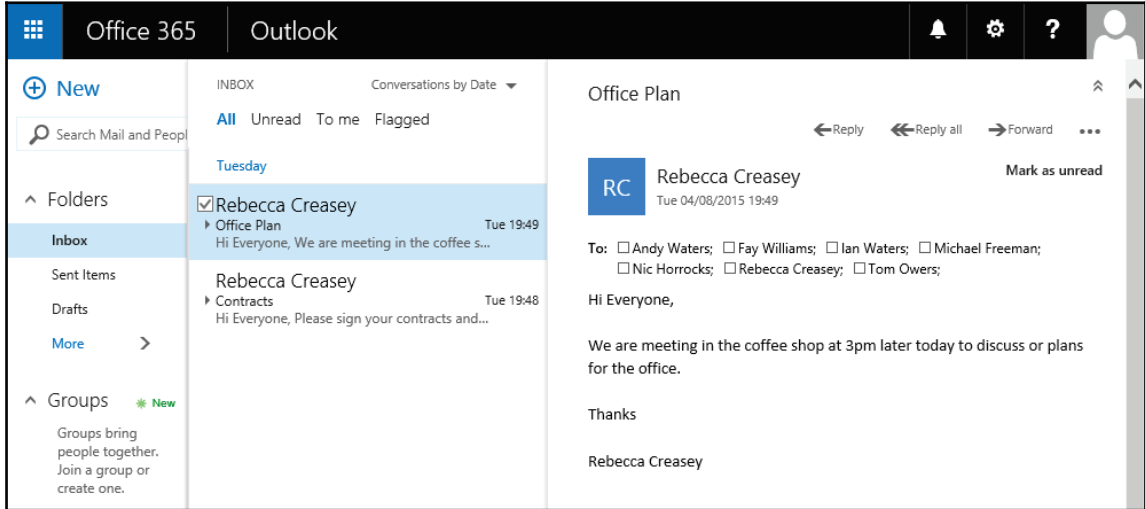 Office 365 Outlook ?
New
Search Mail and Peopl
Folders
Inbox
Sent Items
Drafts
More
Groups New
Groups bring
people together.
Join a group or
create one.
INBOX Conversations by Date
All Unread To me Flagged
Tuesday
Rebecca Creasey
Office Plan Tue 19:49
Hi Everyone, We are meeting in the coffee s...
Rebecca Creasey
Contracts Tue 19:48
Hi Everyone, Please sign your contracts and...
Office Plan
Reply Reply all Forward ...
RC
Rebecca Creasey Mark as unread
Tue 04/08/2015 19:49
To: Andy Waters; Fay Williams; Ian Waters; Michael Freeman;
Nic Horrocks; Rebecca Creasey; Tom Owers;
Hi Everyone,
We are meeting in the coffee shop at 3pm later today to discuss or plans
for the office.
Thanks
Rebecca Creasey